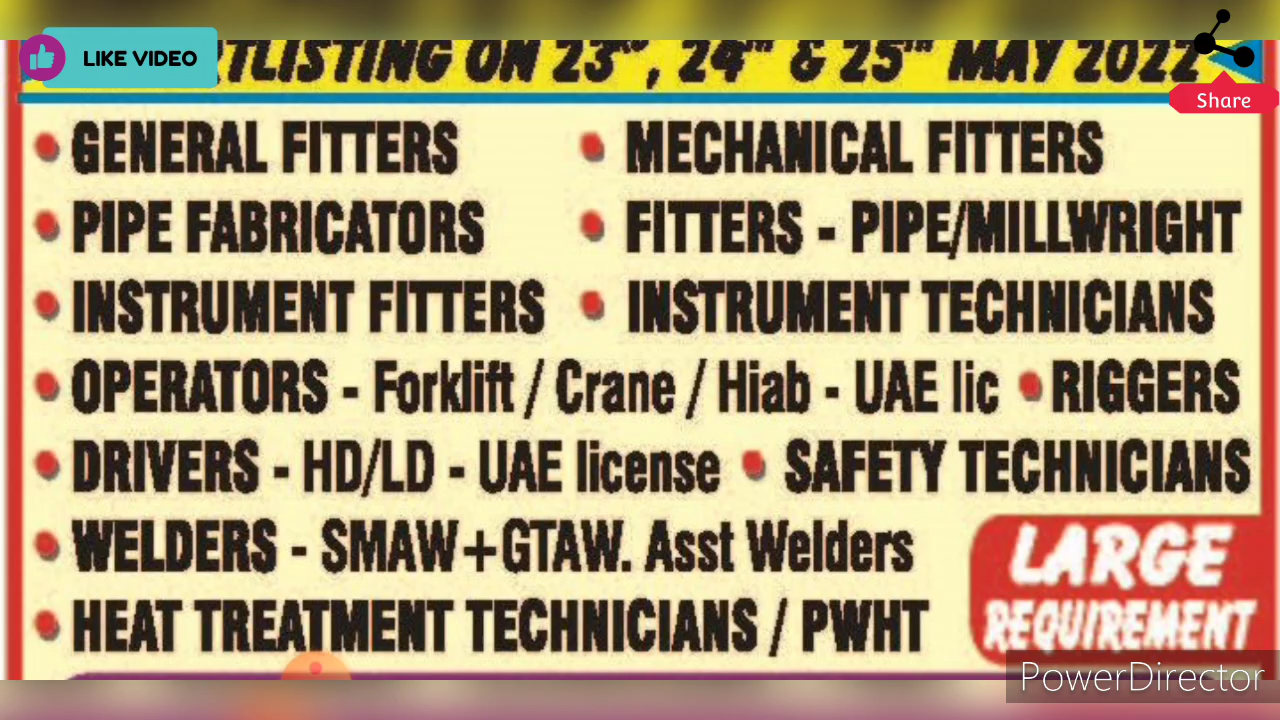 LIKE VIDEO
TLISTING ON 23rd, 24th & 25th MAY 2022
Share
• GENERAL FITTERS • MECHANICAL FITTERS
• PIPE FABRICATORS • FITTERS - PIPE/MILLWRIGHT
• INSTRUMENT FITTERS • INSTRUMENT TECHNICIANS
• OPERATORS - Forklift / Crane / Hiab - UAE lic • RIGGERS
• DRIVERS - HD/LD - UAE license • SAFETY TECHNICIANS
• WELDERS - SMAW+GTAW. Asst Welders
• HEAT TREATMENT TECHNICIANS / PWHT
LARGE
REQUIREMENT
PowerDirector